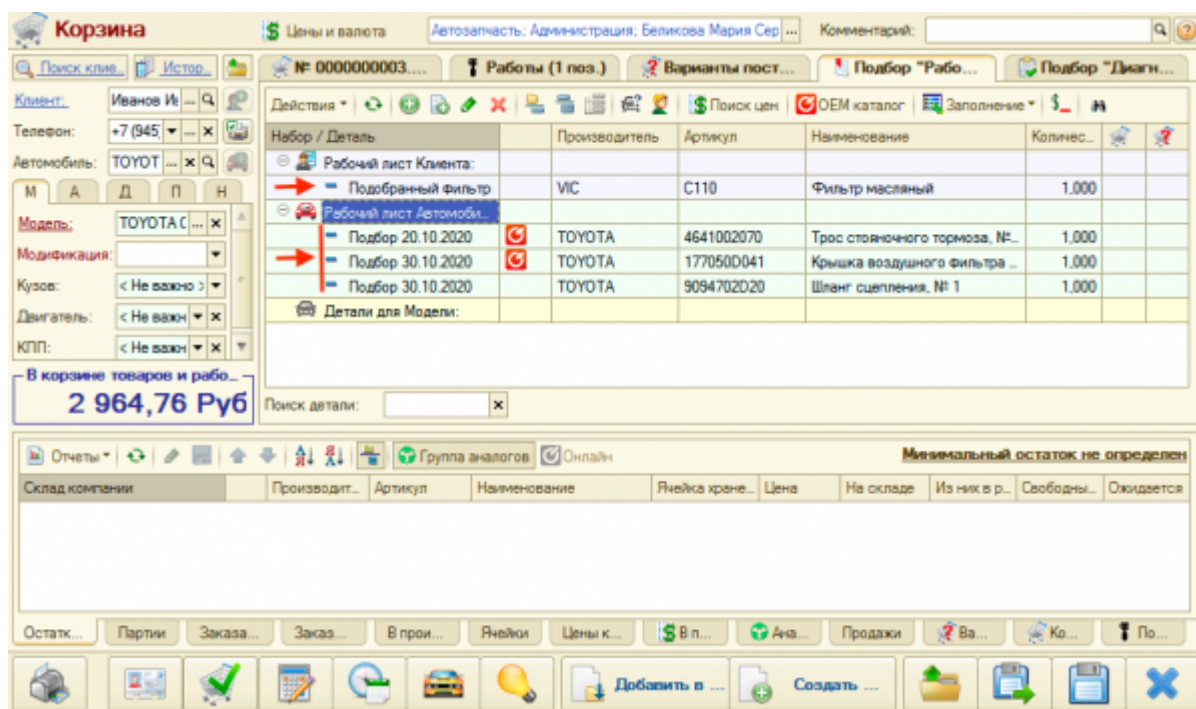 Корзина
Цены и валюта
Автозапчасть; Администрация; Беликова Мария Сер ...
Комментарий:
Поиск клие...
Истор...
№ 0000000003....
Работы (1 поз.)
Варианты пост...
Подбор "Рабо...
Подбор "Диагн...
Клиент:
Иванов И
Действия
Поиск цен
OEM каталог
Заполнение
Телефон:
+7 (945
Набор / Деталь
Производитель
Артикул
Наименование
Количес...
Автомобиль:
TOYOT
Рабочий лист Клиента:
М
А
Д
П
Н
Подобранный фильтр
VIC
C110
Фильтр масляный
1,000
Модель:
TOYOTA C
Рабочий лист Автомоби...
Подбор 20.10.2020
TOYOTA
4641002070
Трос стояночного тормоза, №...
1,000
Модификация:
Подбор 30.10.2020
TOYOTA
177050D041
Крышка воздушного фильтра ...
1,000
Кузов:
< Не важно >
Подбор 30.10.2020
TOYOTA
9094702D20
Шланг сцепления, № 1
1,000
Двигатель:
< Не важн
Детали для Модели:
КПП:
< Не важн
В корзине товаров и рабо...
2 964,76 Руб
Поиск детали:
Отчеты
Группа аналогов
Онлайн
Минимальный остаток не определен
Склад компании
Производит...
Артикул
Наименование
Ячейка хране...
Цена
На складе
Из них в р...
Свободны...
Ожидается
Остатк...
Партии
Заказа...
Заказ...
В прои...
Ячейки
Цены к...
В п...
Ана...
Продажи
Ва...
Ко...
По...
Добавить в ...
Создать ...